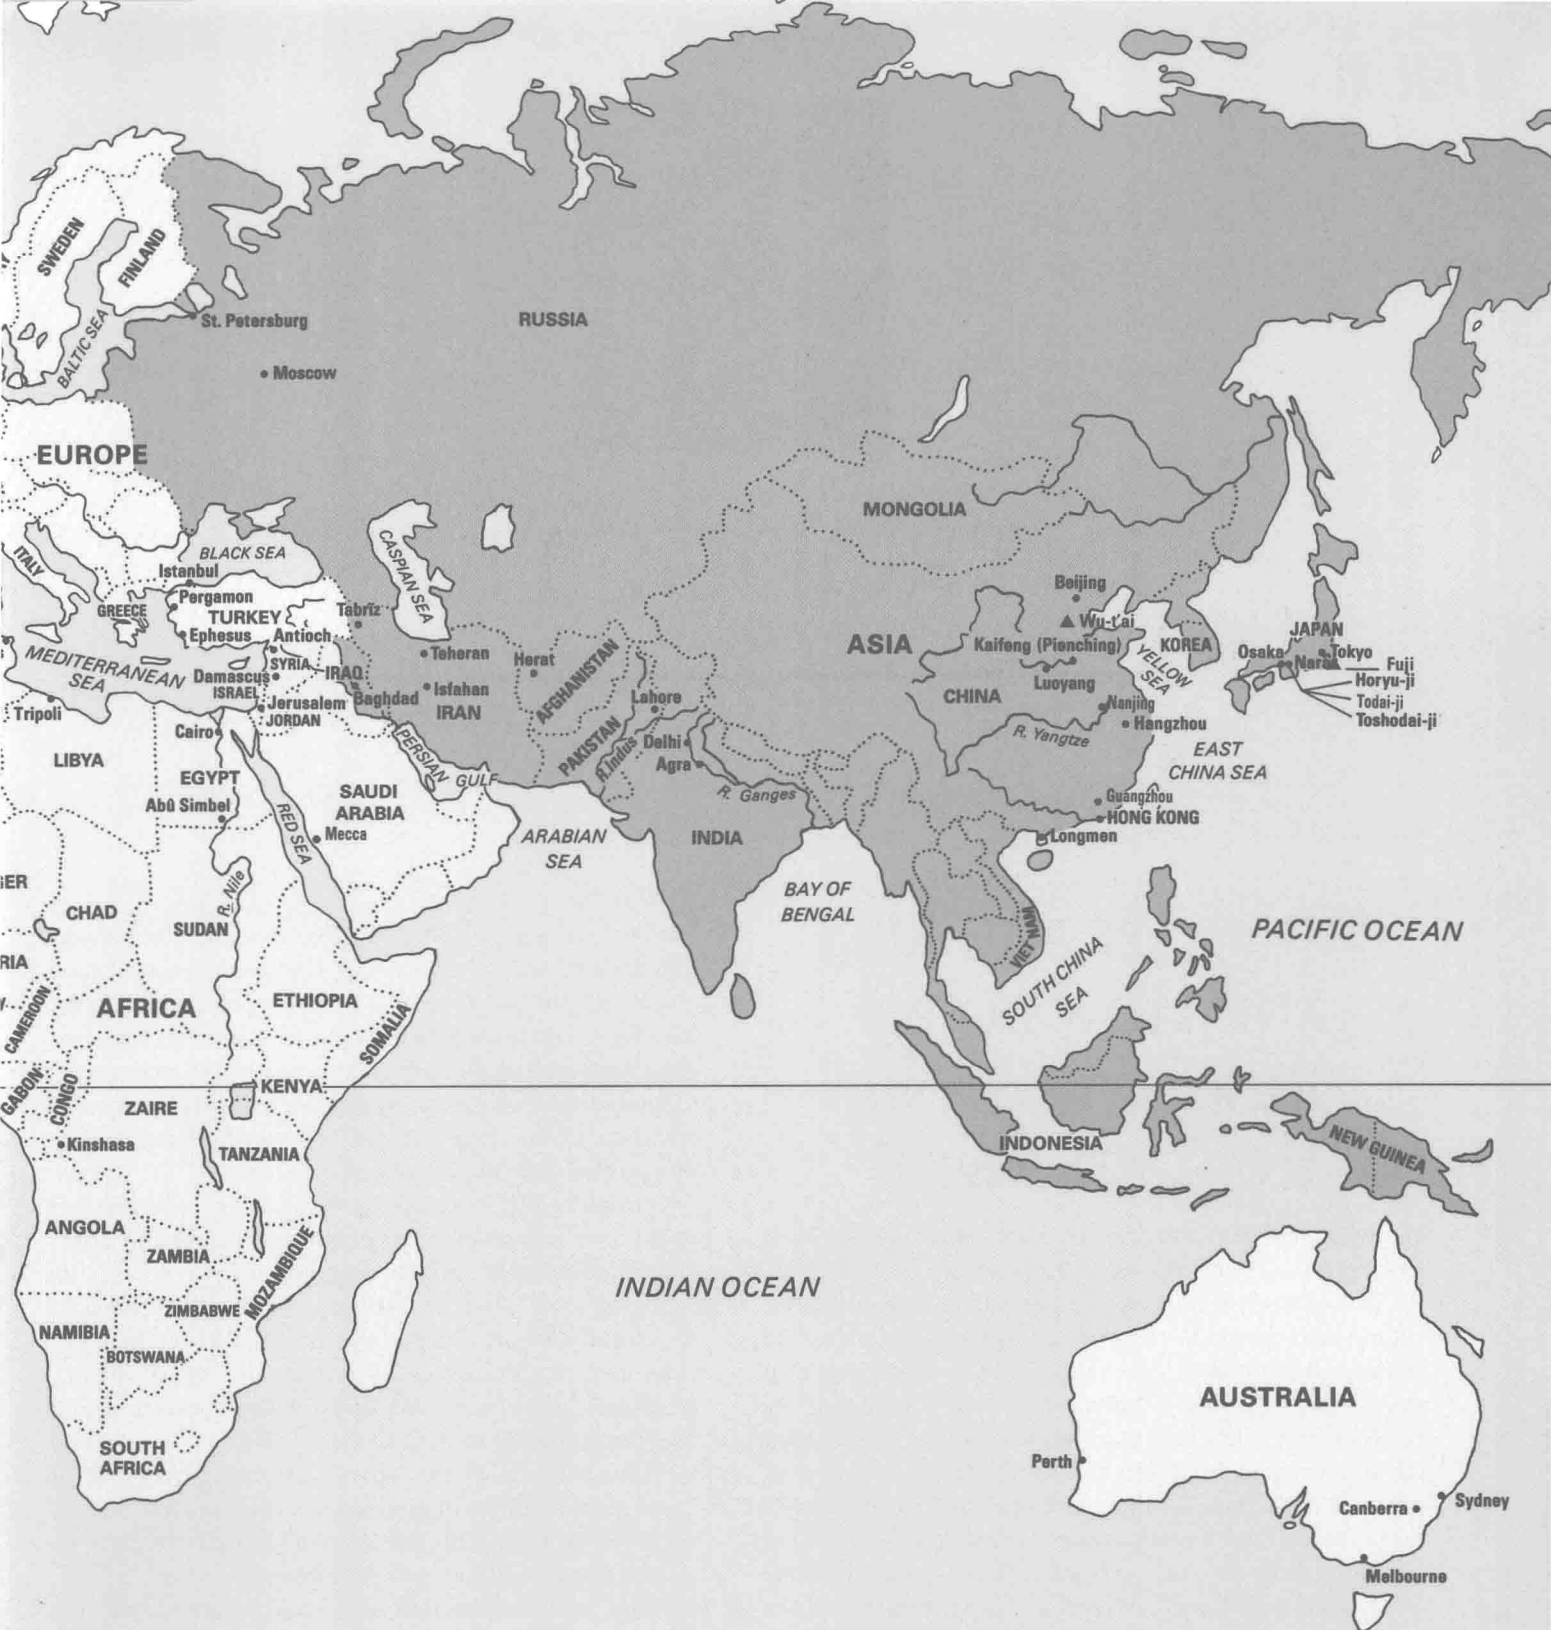 SWEDEN
FINLAND
BALTIC SEA
St. Petersburg
Moscow
RUSSIA
EUROPE
MONGOLIA
ITALY
BLACK SEA
CASPIAN SEA
Istanbul
Pergamon
GREECE
TURKEY
Ephesus
Antioch
Tabrīz
Beijing
Wu-t'ai
ASIA
Kaifeng (Pienching)
KOREA
JAPAN
Osaka
Tokyo
Nara
Fuji
Horyu-ji
Todai-ji
Toshodai-ji
YELLOW
SEA
MEDITERRANEAN
SEA
SYRIA
IRAQ
Damascus
ISRAEL
Jerusalem
JORDAN
Baghdad
Teheran
Isfahan
IRAN
Herat
AFGHANISTAN
PAKISTAN
Lahore
R. Indus
Delhi
Agra
R. Ganges
CHINA
Luoyang
Nanjing
Hangzhou
R. Yangtze
EAST
CHINA SEA
Tripoli
Cairo
LIBYA
EGYPT
Abû Simbel
RED SEA
PERSIAN
GULF
SAUDI
ARABIA
Mecca
ARABIAN
SEA
INDIA
Guangzhou
HONG KONG
Longmen
BAY OF
BENGAL
VIET NAM
SOUTH CHINA
SEA
PACIFIC OCEAN
GER
CHAD
R. Nile
SUDAN
RIA
CAMEROON
AFRICA
ETHIOPIA
SOMALIA
GABON
CONGO
ZAIRE
KENYA
Kinshasa
TANZANIA
INDONESIA
NEW GUINEA
ANGOLA
ZAMBIA
MOZAMBIQUE
ZIMBABWE
NAMIBIA
BOTSWANA
SOUTH
AFRICA
INDIAN OCEAN
AUSTRALIA
Perth
Canberra
Sydney
Melbourne